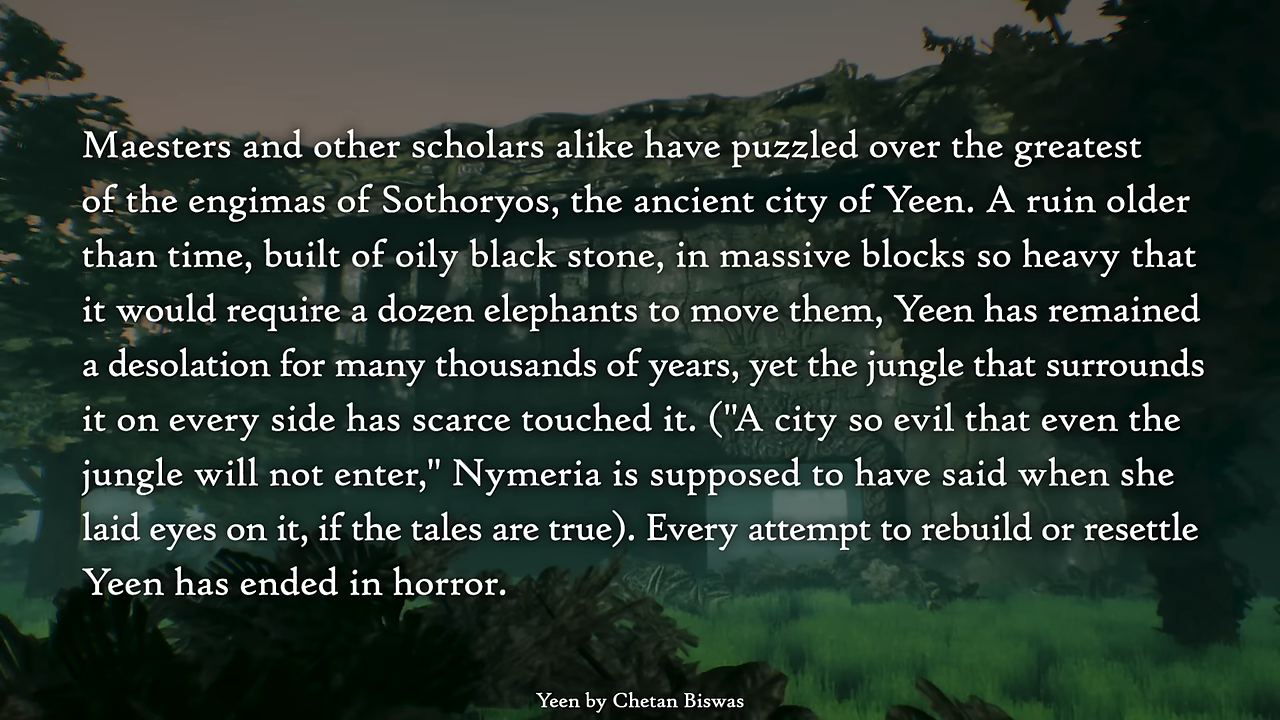 Maesters and other scholars alike have puzzled over the greatest
of the engimas of Sothoryos, the ancient city of Yeen. A ruin older
than time, built of oily black stone, in massive blocks so heavy that
it would require a dozen elephants to move them, Yeen has remained
a desolation for many thousands of years, yet the jungle that surrounds
it on every side has scarce touched it. ("A city so evil that even the
jungle will not enter," Nymeria is supposed to have said when she
laid eyes on it, if the tales are true). Every attempt to rebuild or resettle
Yeen has ended in horror.
Yeen by Chetan Biswas